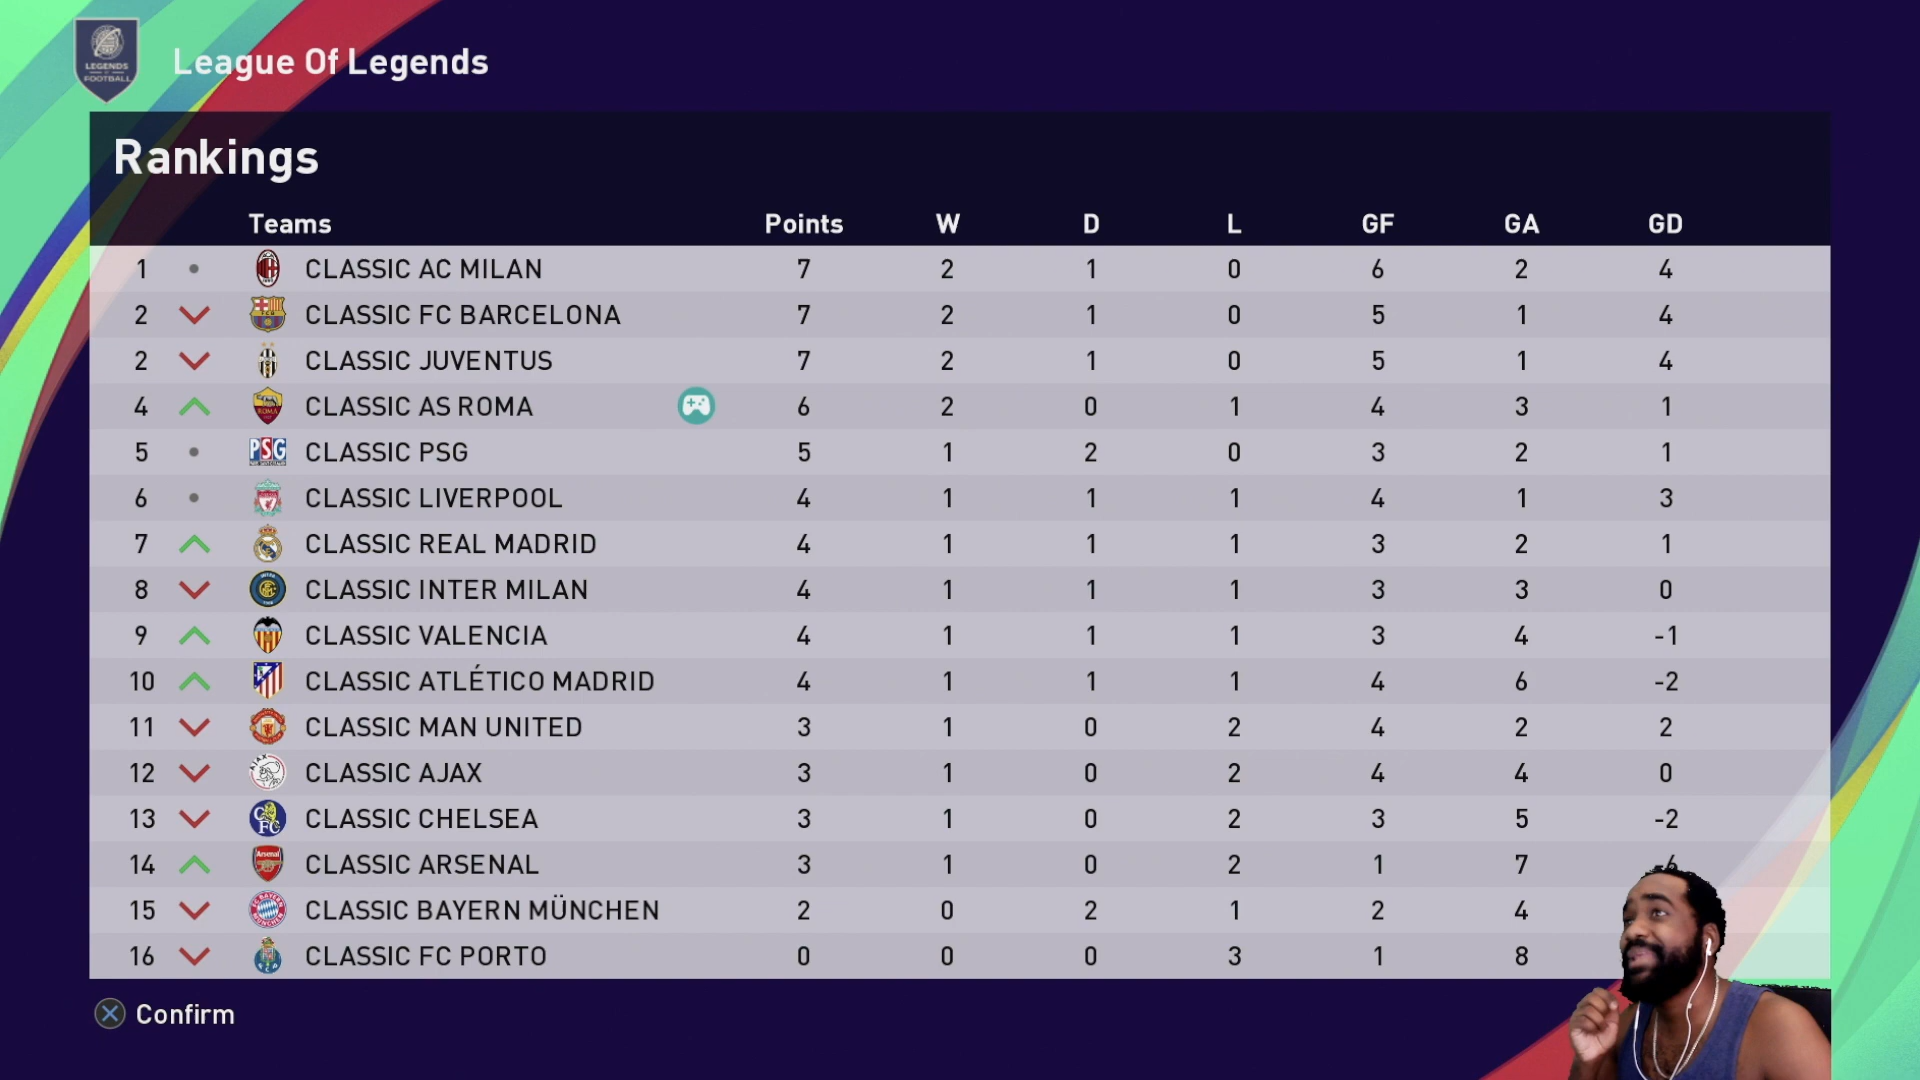 LEGENDS
OF
FOOTBALL
League Of Legends
Rankings
Teams Points W D L GF GA GD
1 CLASSIC AC MILAN 7 2 1 0 6 2 4
2 CLASSIC FC BARCELONA 7 2 1 0 5 1 4
2 CLASSIC JUVENTUS 7 2 1 0 5 1 4
4 CLASSIC AS ROMA 6 2 0 1 4 3 1
5 PSG CLASSIC PSG 5 1 2 0 3 2 1
6 CLASSIC LIVERPOOL 4 1 1 1 4 1 3
7 CLASSIC REAL MADRID 4 1 1 1 3 2 1
8 CLASSIC INTER MILAN 4 1 1 1 3 3 0
9 CLASSIC VALENCIA 4 1 1 1 3 4 -1
10 CLASSIC ATLÉTICO MADRID 4 1 1 1 4 6 -2
11 CLASSIC MAN UNITED 3 1 0 2 4 2 2
12 AJAX CLASSIC AJAX 3 1 0 2 4 4 0
13 CFC CLASSIC CHELSEA 3 1 0 2 3 5 -2
14 Arsenal CLASSIC ARSENAL 3 1 0 2 1 7 -6
15 CLASSIC BAYERN MÜNCHEN 2 0 2 1 2 4
16 CLASSIC FC PORTO 0 0 0 3 1 8
Confirm